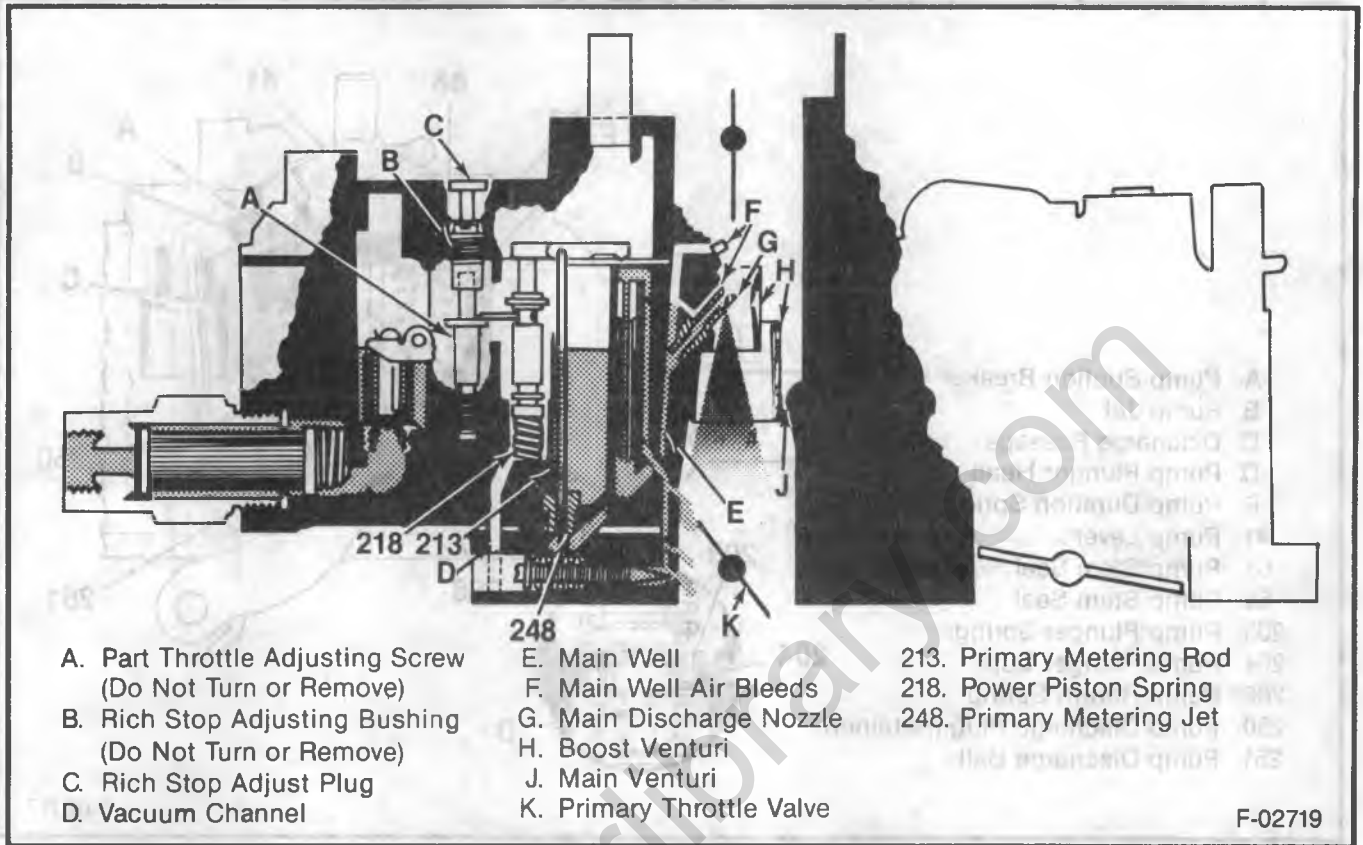 C
B
A
F
G
H
J
E
218
213
D
248
K
A. Part Throttle Adjusting Screw
(Do Not Turn or Remove)
B. Rich Stop Adjusting Bushing
(Do Not Turn or Remove)
C. Rich Stop Adjust Plug
D. Vacuum Channel
E. Main Well
F. Main Well Air Bleeds
G. Main Discharge Nozzle
H. Boost Venturi
J. Main Venturi
K. Primary Throttle Valve
213. Primary Metering Rod
218. Power Piston Spring
248. Primary Metering Jet
F-02719